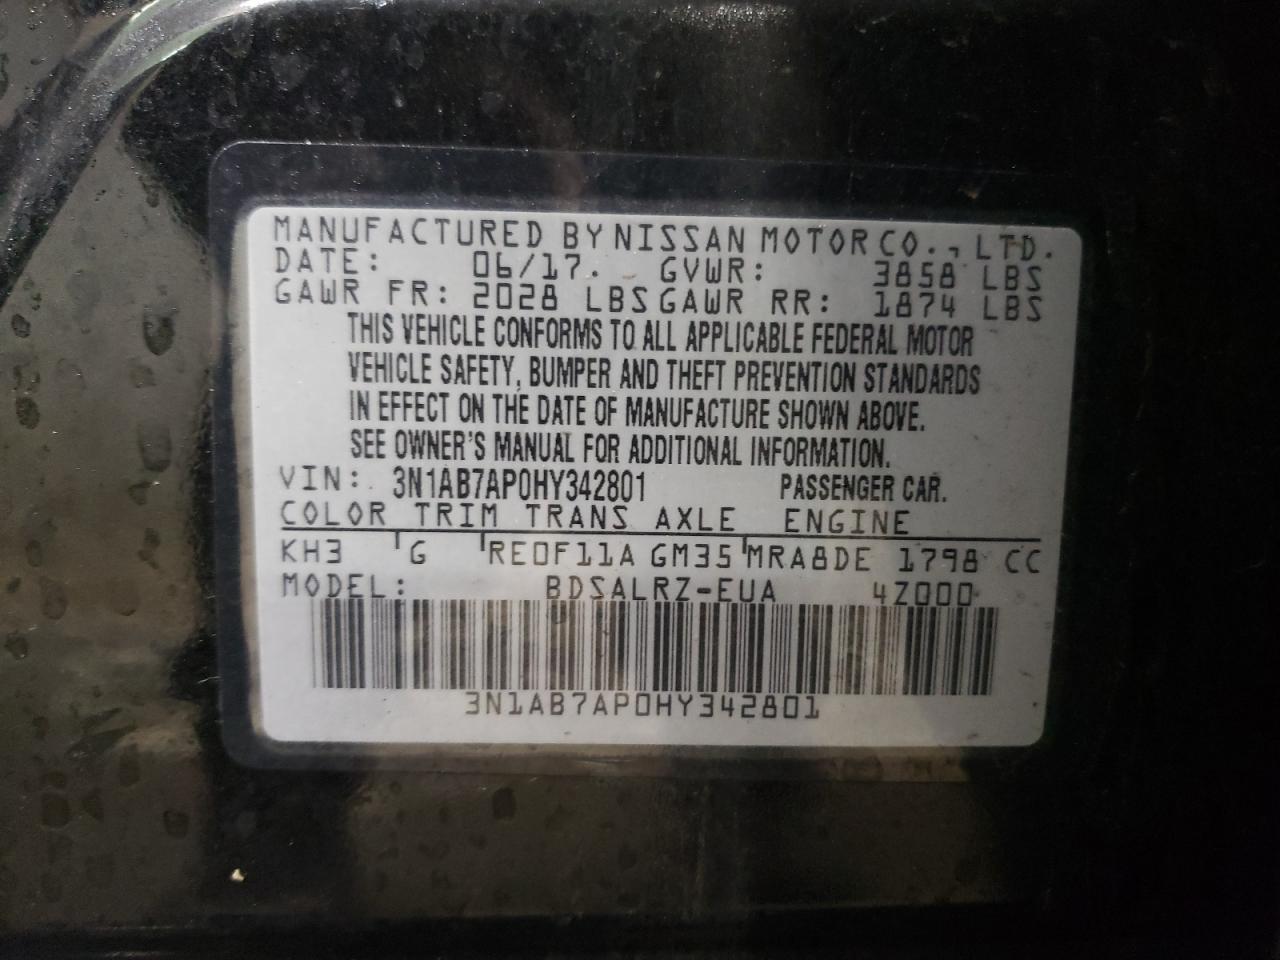 MANUFACTURED BY NISSAN MOTOR CO., LTD.
DATE: 06/17. GVWR: 3858 LBS
GAWR FR: 2028 LBS GAWR RR: 1874 LBS
THIS VEHICLE CONFORMS TO ALL APPLICABLE FEDERAL MOTOR
VEHICLE SAFETY, BUMPER AND THEFT PREVENTION STANDARDS
IN EFFECT ON THE DATE OF MANUFACTURE SHOWN ABOVE.
SEE OWNER'S MANUAL FOR ADDITIONAL INFORMATION.
VIN: 3N1AB7AP0HY342801 PASSENGER CAR.
COLOR TRIM TRANS AXLE ENGINE
KH3 G RE0F11A GM35 MRA8DE 1798 CC
MODEL: BDSALRZ-EUA 4Z000
3N1AB7AP0HY342801